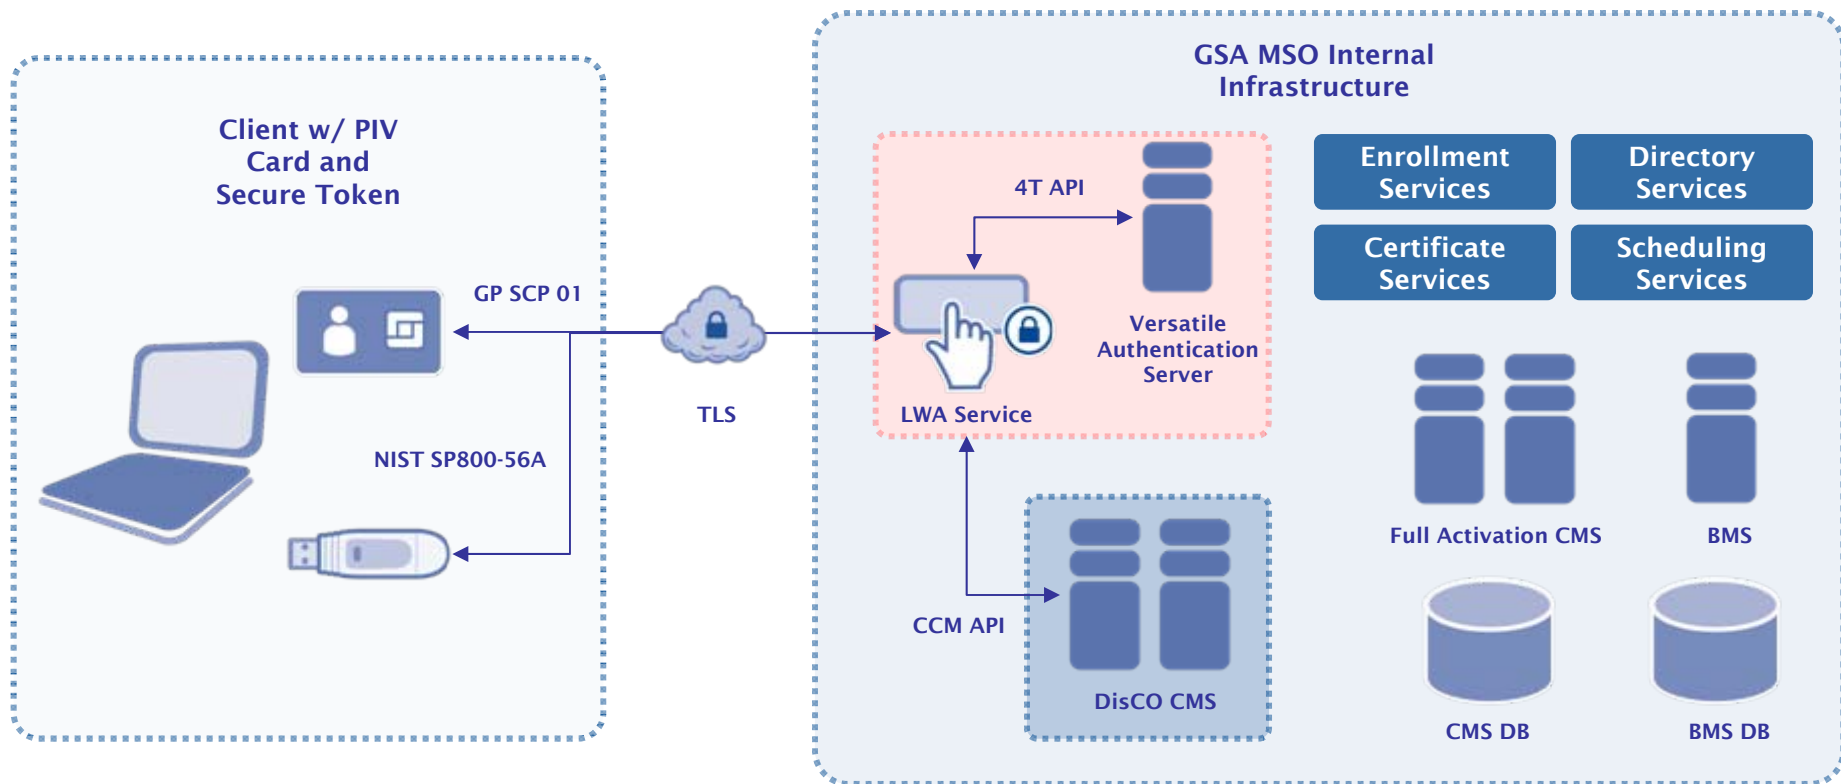 GSA MSO Internal
Infrastructure
Client w/ PIV
Card and
Secure Token
GP SCP 01
NIST SP800-56A
TLS
4T API
Versatile
Authentication
Server
LWA Service
CCM API
DisCO CMS
Enrollment
Services
Directory
Services
Certificate
Services
Scheduling
Services
Full Activation CMS
BMS
CMS DB
BMS DB